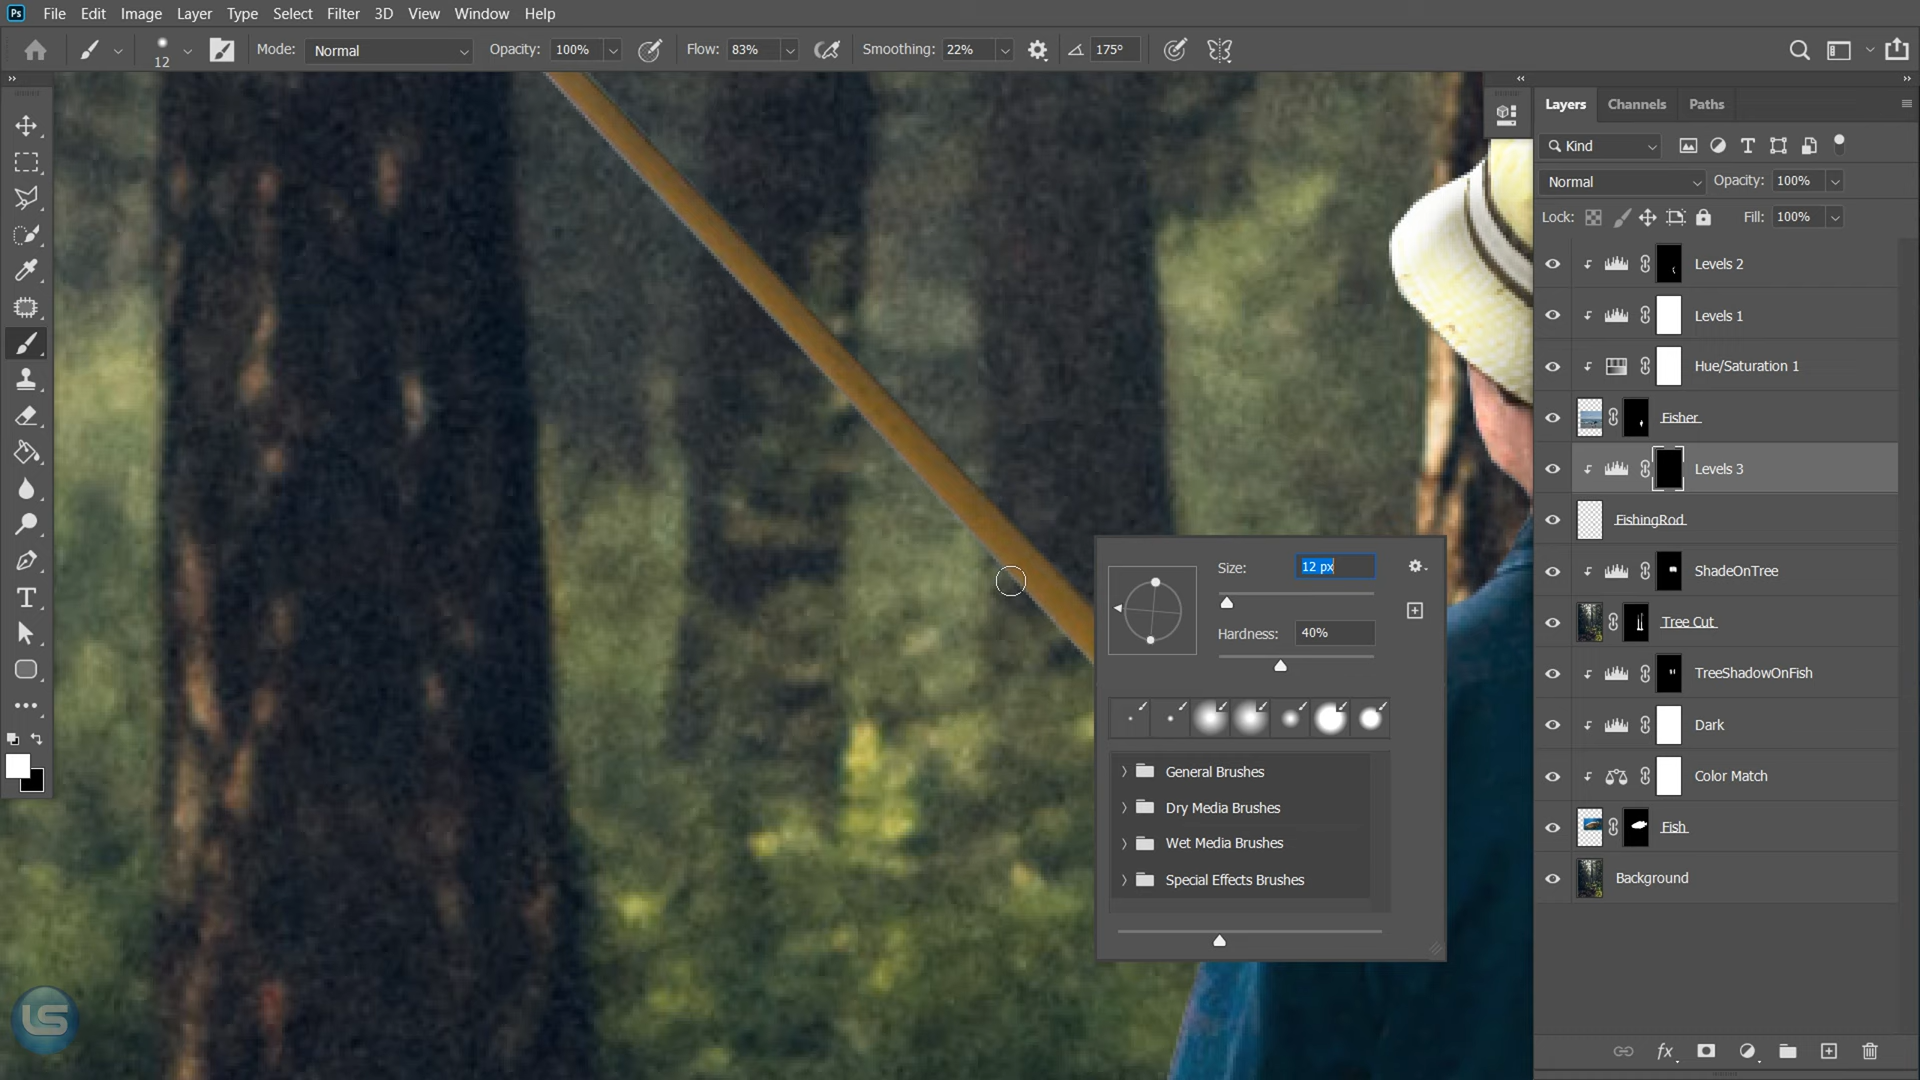 Ps File Edit Image Layer Type Select Filter 3D View Window Help
12 Mode: Normal Opacity: 100% Flow: 83% Smoothing: 22% 175°
Layers Channels Paths
Kind
Normal Opacity: 100%
Lock: Fill: 100%
Levels 2
Levels 1
Hue/Saturation 1
Fisher
Levels 3
FishingRod
ShadeOnTree
Tree Cut
TreeShadowOnFish
Dark
Color Match
Fish
Background
fx
Size: 12 px
Hardness: 40%
General Brushes
Dry Media Brushes
Wet Media Brushes
Special Effects Brushes
LS